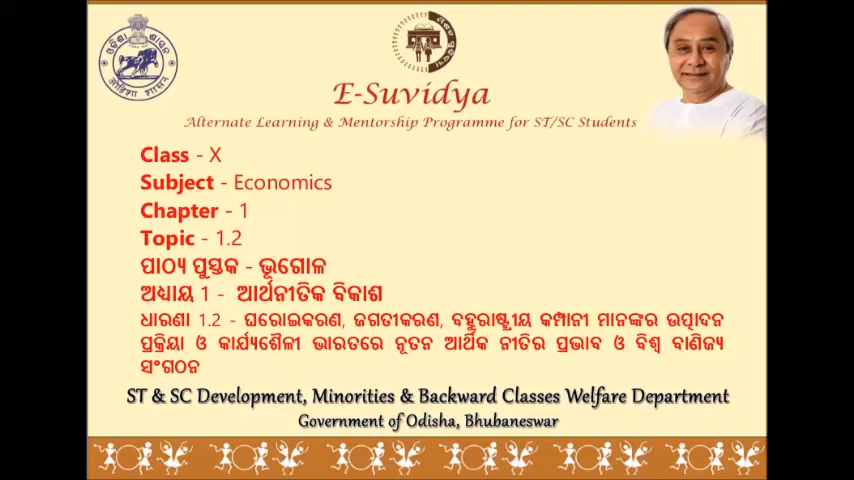 E-Suvidya
Alternate Learning & Mentorship Programme for ST/SC Students
Class - X
Subject - Economics
Chapter - 1
Topic - 1.2
ପାଠ୍ୟ ପୁସ୍ତକ - ଭୂଗୋଳ
ଅଧ୍ୟାୟ 1 - ଆର୍ଥନୀତିକ ବିକାଶ
ଧାରଣା 1.2 - ଘରୋଇକରଣ, ଜଗତୀକରଣ, ବହୁରାଷ୍ଟ୍ରୀୟ କମ୍ପାନୀ ମାନଙ୍କର ଉତ୍ପାଦନ
ପ୍ରକ୍ରିୟା ଓ କାର୍ଯ୍ୟଶୈଳୀ ଭାରତରେ ନୂତନ ଆର୍ଥିକ ନୀତିର ପ୍ରଭାବ ଓ ବିଶ୍ୱ ବାଣିଜ୍ୟ
ସଂଗଠନ
ST & SC Development, Minorities & Backward Classes Welfare Department
Government of Odisha, Bhubaneswar